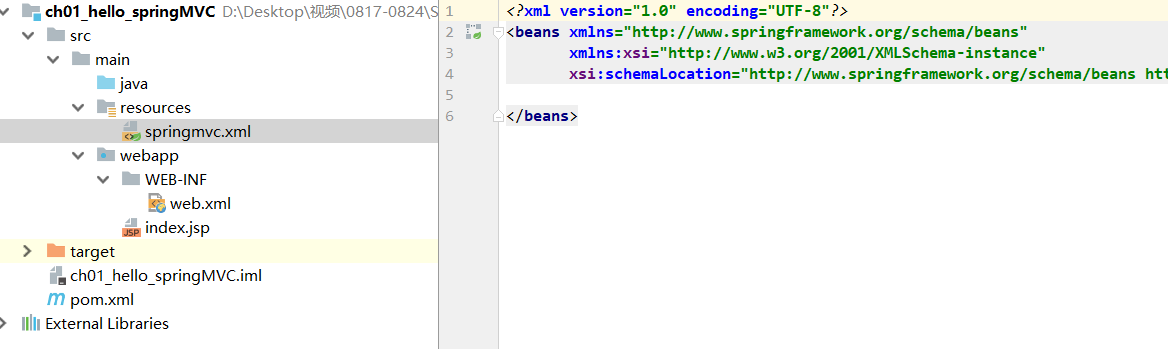 ch01_hello_springMVC D:\Desktop\视频\0817-0824\S
src
main
java
resources
springmvc.xml
webapp
WEB-INF
web.xml
index.jsp
target
ch01_hello_springMVC.iml
pom.xml
External Libraries
1 <?xml version="1.0" encoding="UTF-8"?>
2 <beans xmlns="http://www.springframework.org/schema/beans"
3 xmlns:xsi="http://www.w3.org/2001/XMLSchema-instance"
4 xsi:schemaLocation="http://www.springframework.org/schema/beans htt
5
6 </beans>